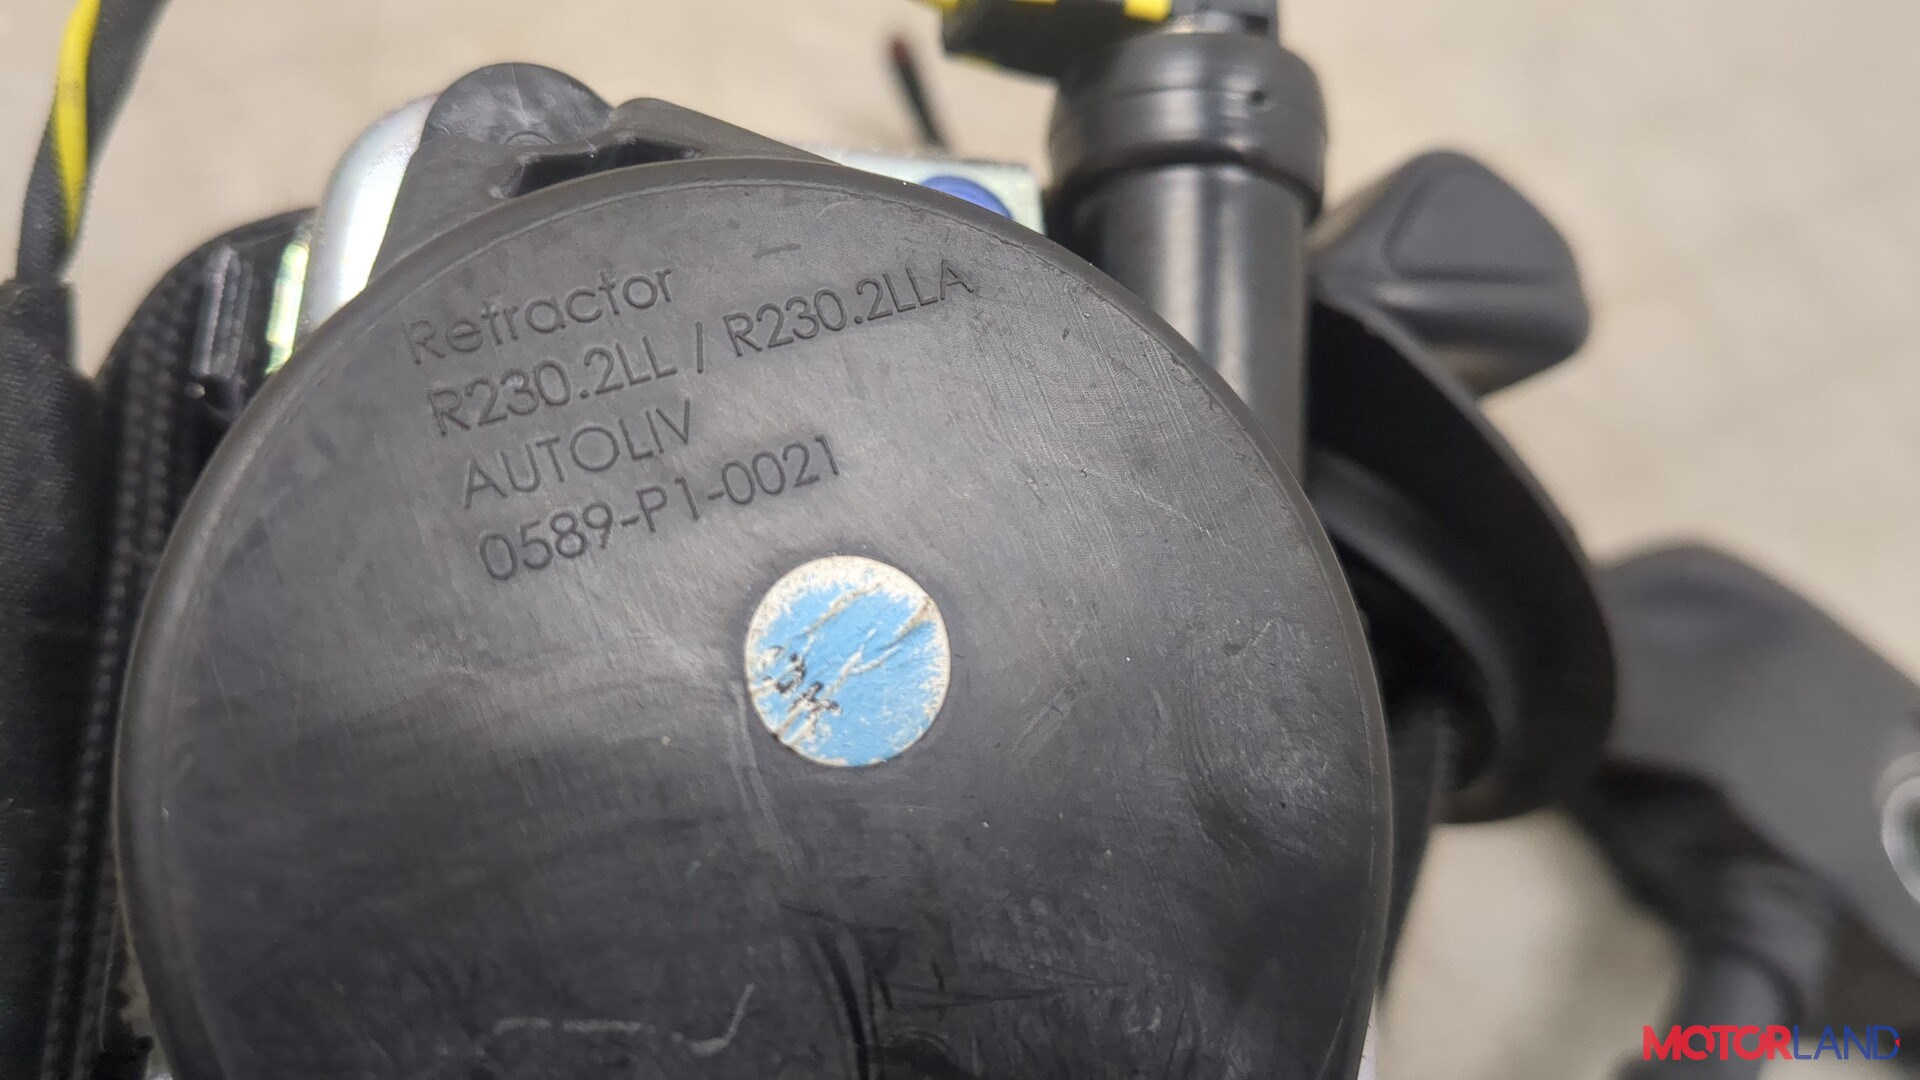 Retractor
R230.2LL / R230.2LLA
AUTOLIV
0589-P1-0021
MOTORLAND